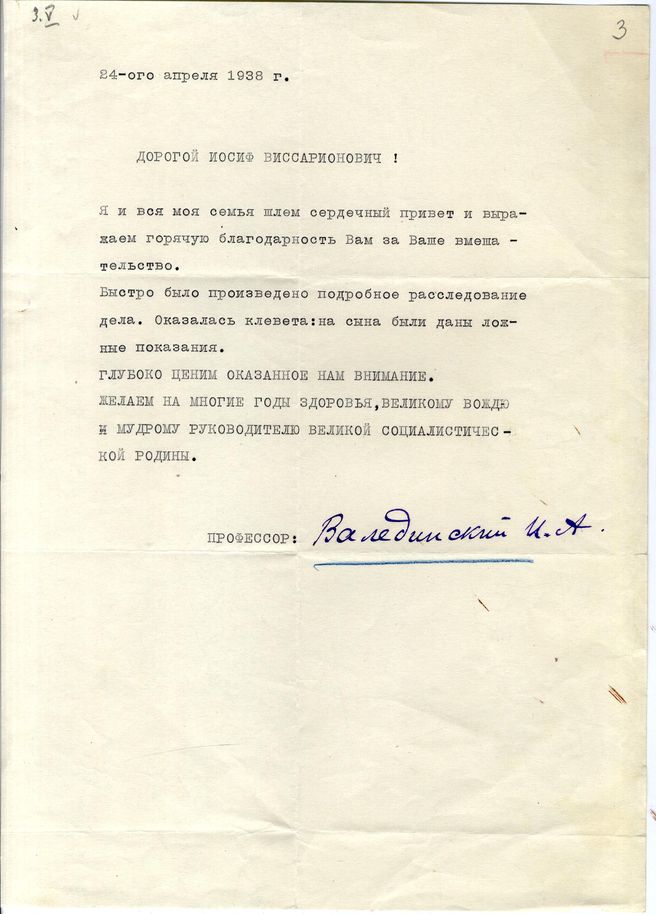 3.V
3
24-ого апреля 1938 г.
ДОРОГОЙ ИОСИФ ВИССАРИОНОВИЧ !
Я и вся моя семья шлем сердечный привет и выра-
жаем горячую благодарность Вам за Ваше вмеша -
тельство.
Быстро было произведено подробное расследование
дела. Оказалась клевета:на сына были даны лож-
ные показания.
ГЛУБОКО ЦЕНИМ ОКАЗАННОЕ НАМ ВНИМАНИЕ.
ЖЕЛАЕМ НА МНОГИЕ ГОДЫ ЗДОРОВЬЯ,ВЕЛИКОМУ ВОЖДЮ
И МУДРОМУ РУКОВОДИТЕЛЮ ВЕЛИКОЙ СОЦИАЛИСТИЧЕС -
КОЙ РОДИНЫ.
ПРОФЕССОР: Валединский И. А.